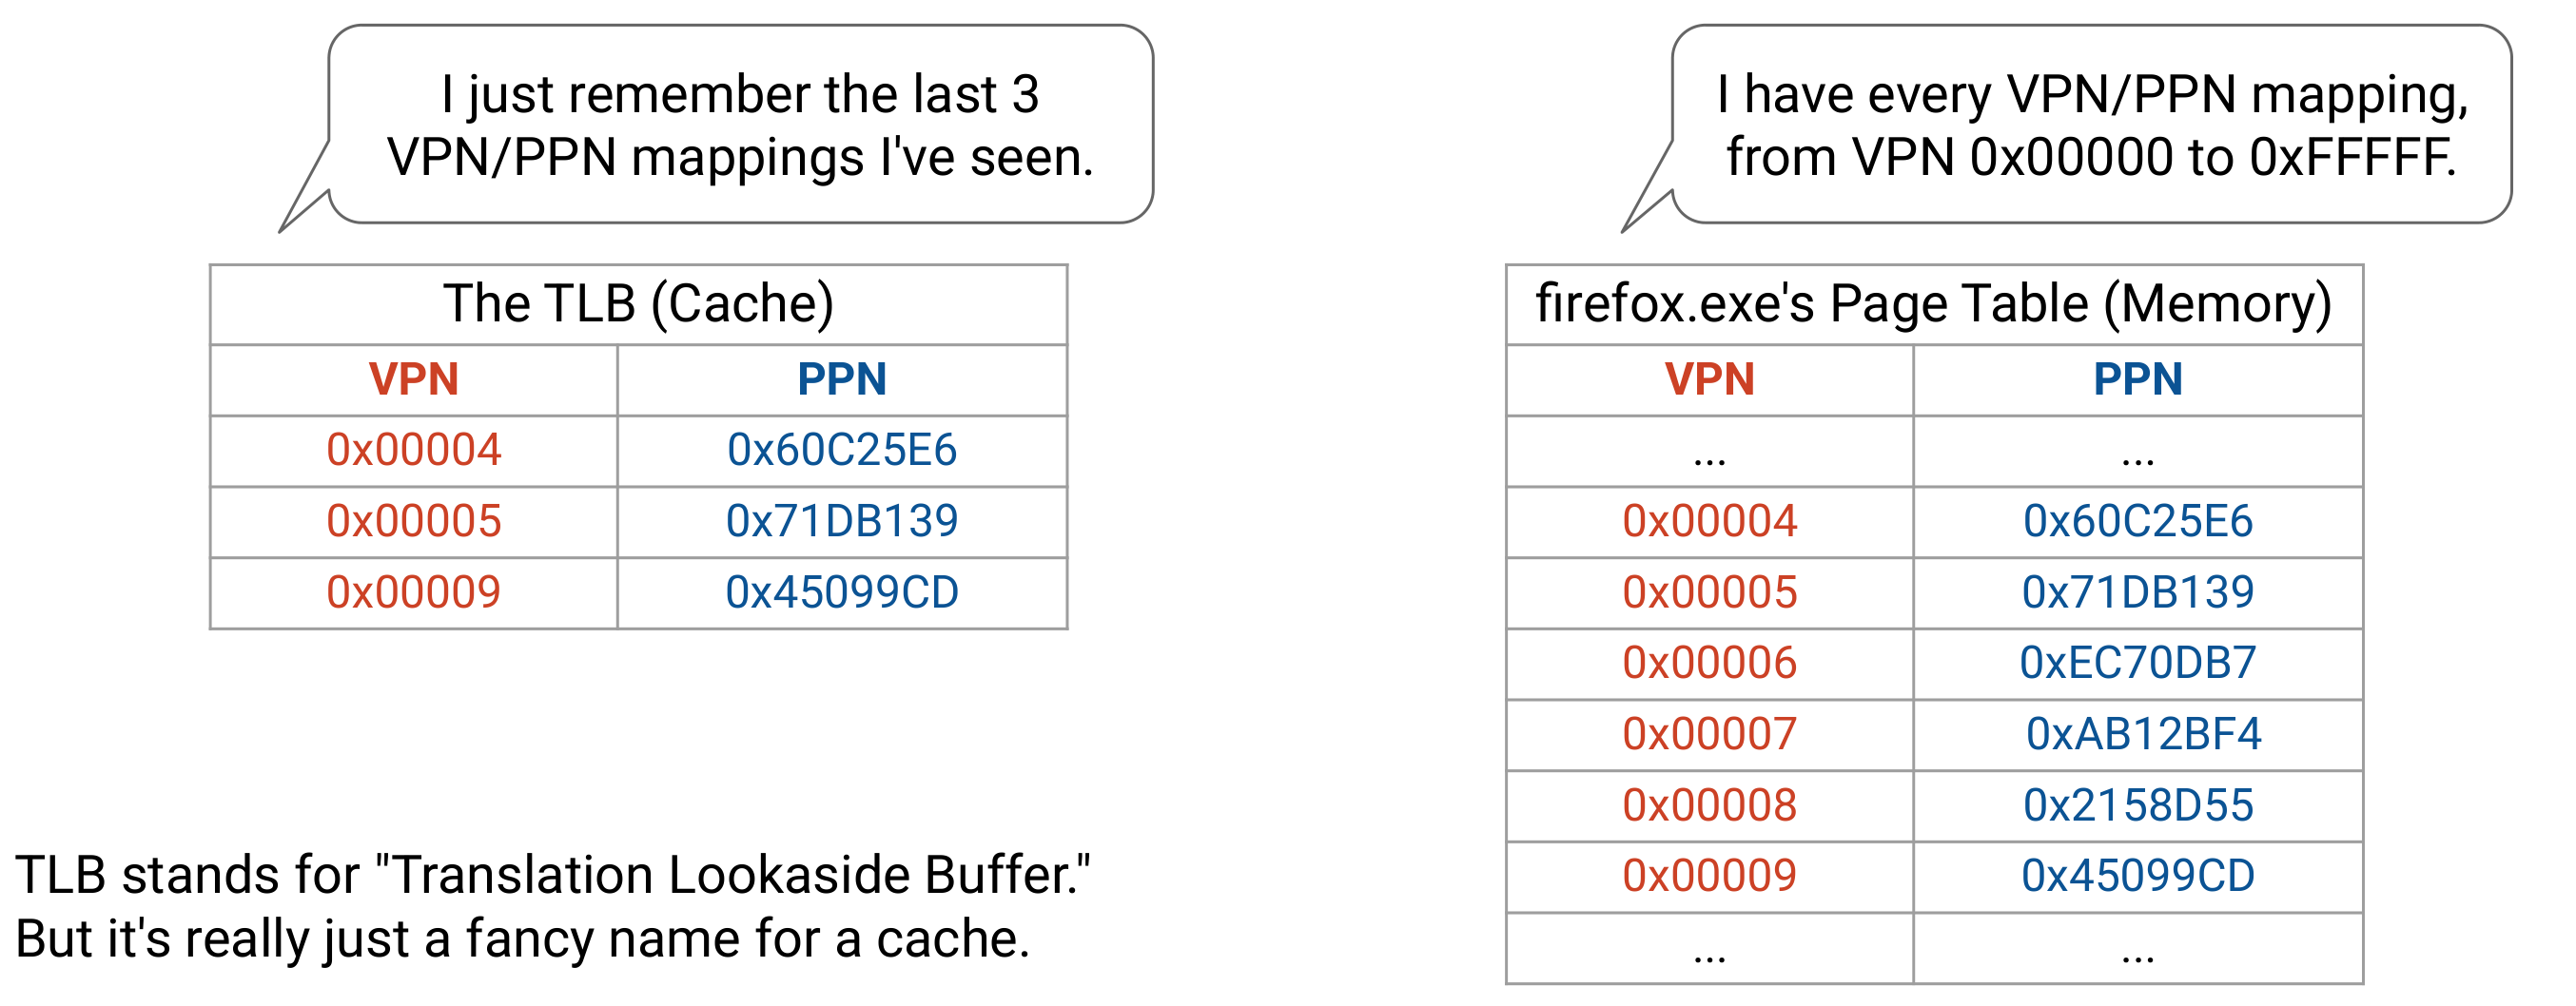 I just remember the last 3
VPN/PPN mappings I've seen.
I have every VPN/PPN mapping,
from VPN 0x00000 to 0xFFFFF.
The TLB (Cache)
VPN PPN
0x00004 0x60C25E6
0x00005 0x71DB139
0x00009 0x45099CD
TLB stands for "Translation Lookaside Buffer."
But it's really just a fancy name for a cache.
firefox.exe's Page Table (Memory)
VPN PPN
... ...
0x00004 0x60C25E6
0x00005 0x71DB139
0x00006 0xEC70DB7
0x00007 0xAB12BF4
0x00008 0x2158D55
0x00009 0x45099CD
... ...